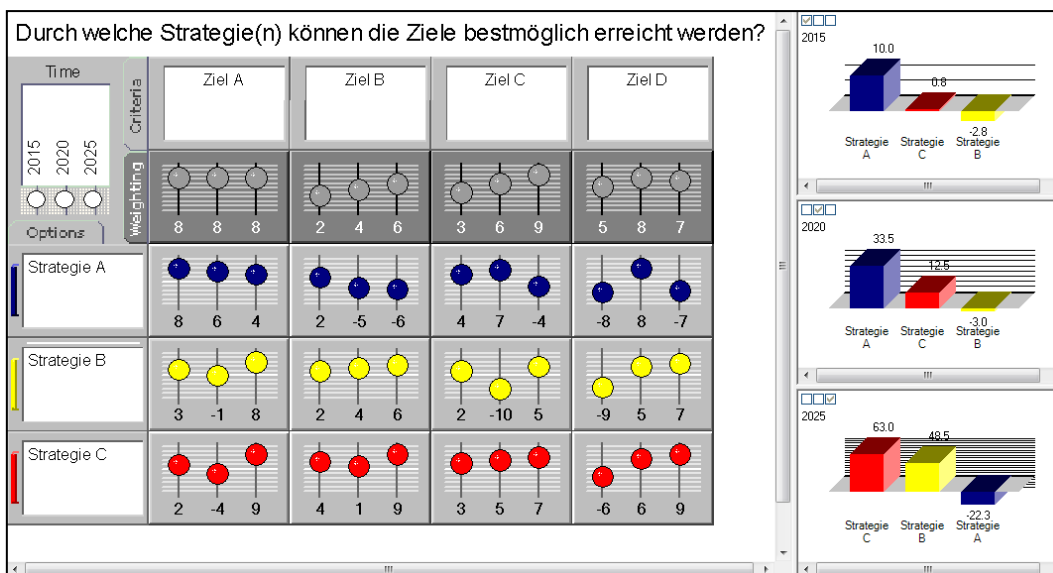 Durch welche Strategie(n) können die Ziele bestmöglich erreicht werden?
Time
2015
2020
2025
Criteria
Weighting
Options
Ziel A
Ziel B
Ziel C
Ziel D
8 8 8
2 4 6
3 6 9
5 8 7
Strategie A
8 6 4
2 -5 -6
4 7 -4
-8 8 -7
Strategie B
3 -1 8
2 4 6
2 -10 5
-9 5 7
Strategie C
2 -4 9
4 1 9
3 5 7
-6 6 9
2015
10.0
0.8
-2.8
Strategie A
Strategie C
Strategie B
2020
33.5
12.5
-3.0
Strategie A
Strategie C
Strategie B
2025
63.0
48.5
-22.3
Strategie C
Strategie B
Strategie A